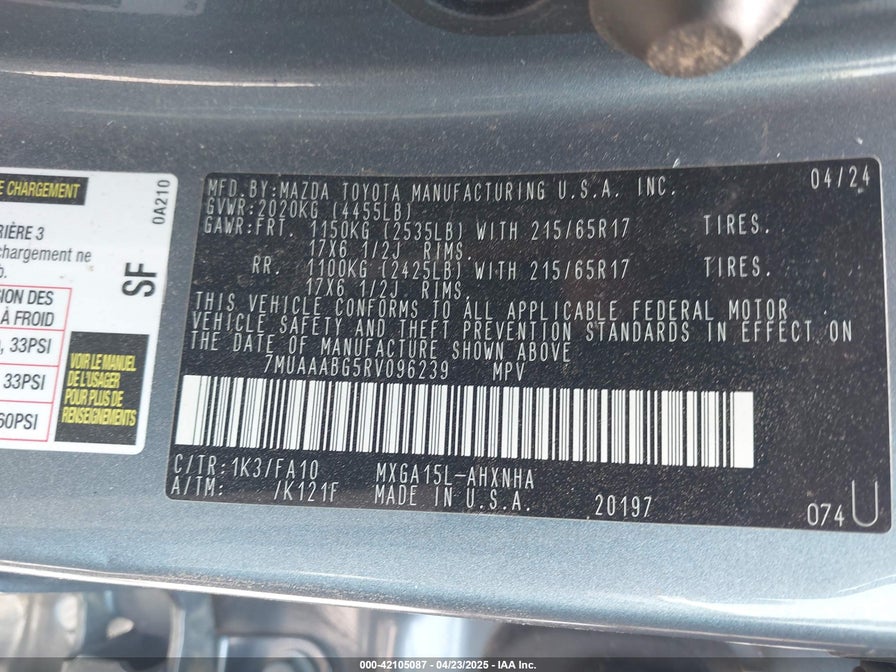 E CHARGEMENT
RIÈRE 3
chargement ne
b.
SION DES
À FROID
, 33PSI
33PSI
60PSI
VOIR LE MANUEL
DE L'USAGER
POUR PLUS DE
RENSEIGNEMENTS
0A210
SF
MFD.BY:MAZDA TOYOTA MANUFACTURING U.S.A. INC. 04/24
GVWR:2020KG (4455LB)
GAWR:FRT. 1150KG (2535LB) WITH 215/65R17 TIRES.
17X6 1/2J RIMS.
RR. 1100KG (2425LB) WITH 215/65R17 TIRES.
17X6 1/2J RIMS.
THIS VEHICLE CONFORMS TO ALL APPLICABLE FEDERAL MOTOR
VEHICLE SAFETY AND THEFT PREVENTION STANDARDS IN EFFECT ON
THE DATE OF MANUFACTURE SHOWN ABOVE
7MUAAABG5RV096239 MPV
C/TR:1K3/FA10 MXGA15L-AHXNHA
A/TM: /K121F MADE IN U.S.A. 20197 074U
000-42105087 - 04/23/2025 - IAA Inc.